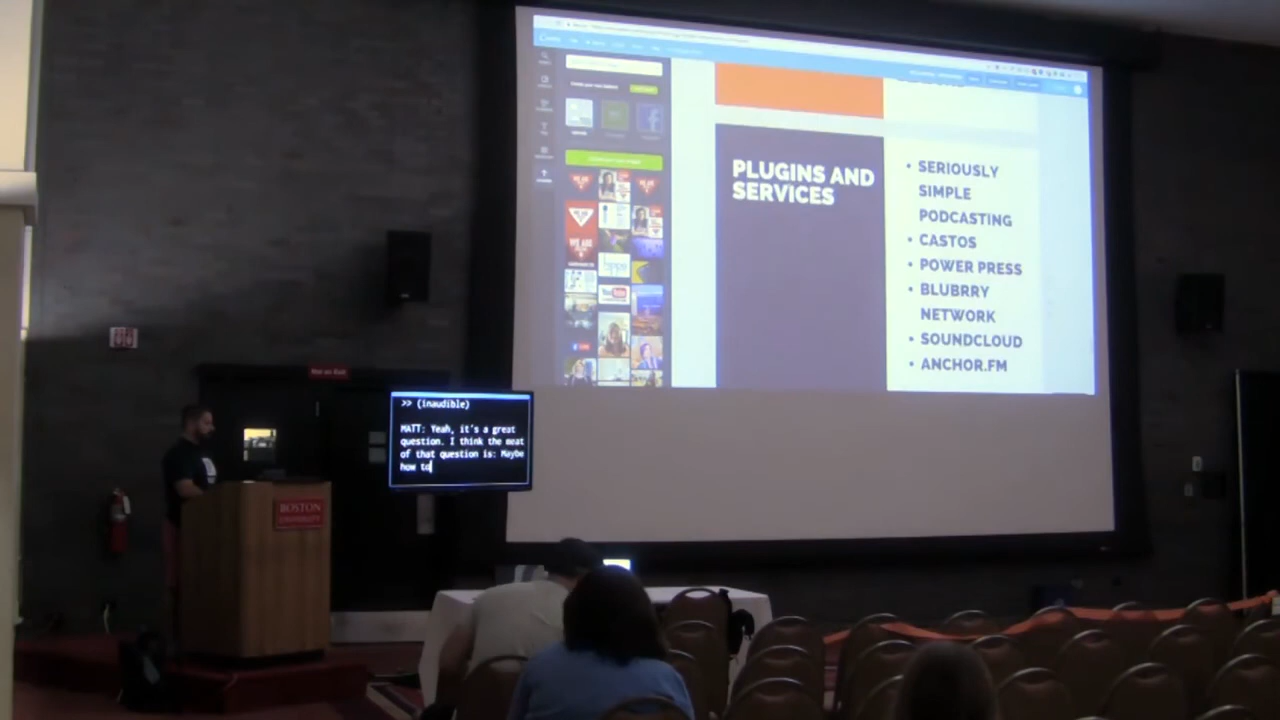 PLUGINS AND
SERVICES
• SERIOUSLY
SIMPLE
PODCASTING
• CASTOS
• POWER PRESS
• BLUBRRY
NETWORK
• SOUNDCLOUD
• ANCHOR.FM
>> (inaudible)
MATT: Yeah, it's a great
question. I think the meat
of that question is: Maybe
how to
BOSTON
UNIVERSITY